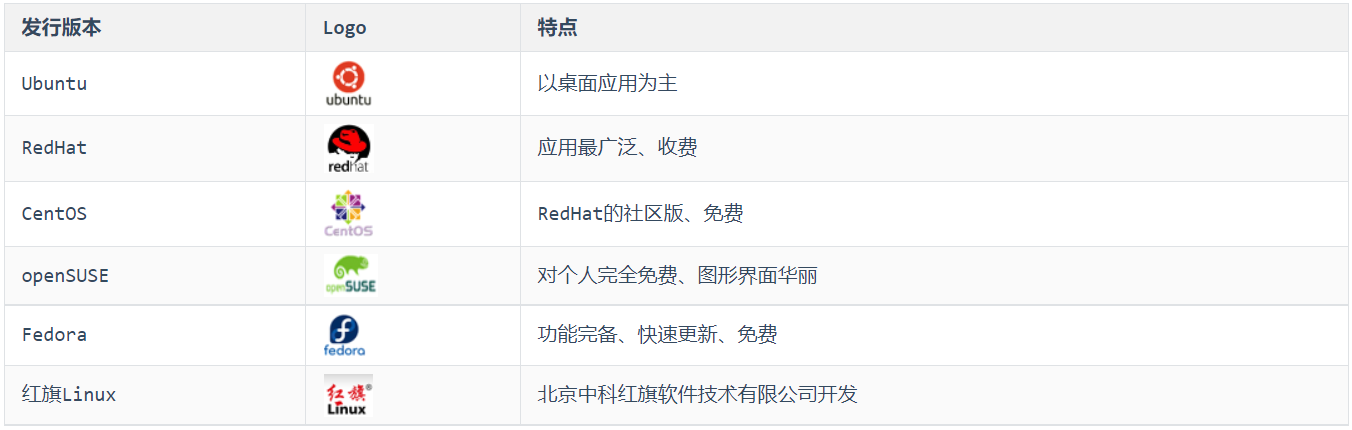 发行版本 Logo 特点
Ubuntu ubuntu 以桌面应用为主
RedHat redhat 应用最广泛、收费
CentOS CentOS RedHat的社区版、免费
openSUSE openSUSE 对个人完全免费、图形界面华丽
Fedora fedora 功能完备、快速更新、免费
红旗Linux 红旗® Linux 北京中科红旗软件技术有限公司开发